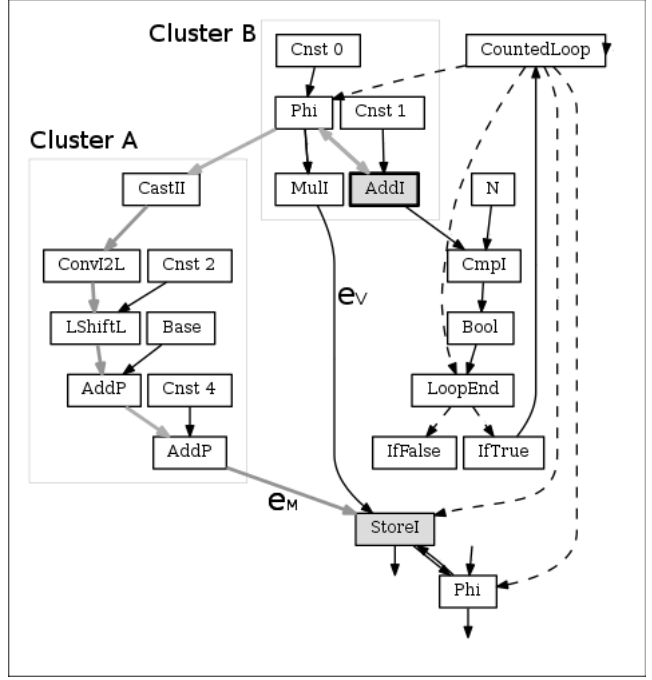 Cluster B
Cnst 0
CountedLoop
Phi
Cnst 1
Cluster A
CastII
MulI
AddI
N
ConvI2L
Cnst 2
CmpI
eV
LShiftL
Base
Bool
AddP
Cnst 4
LoopEnd
AddP
IfFalse
IfTrue
eM
StoreI
Phi